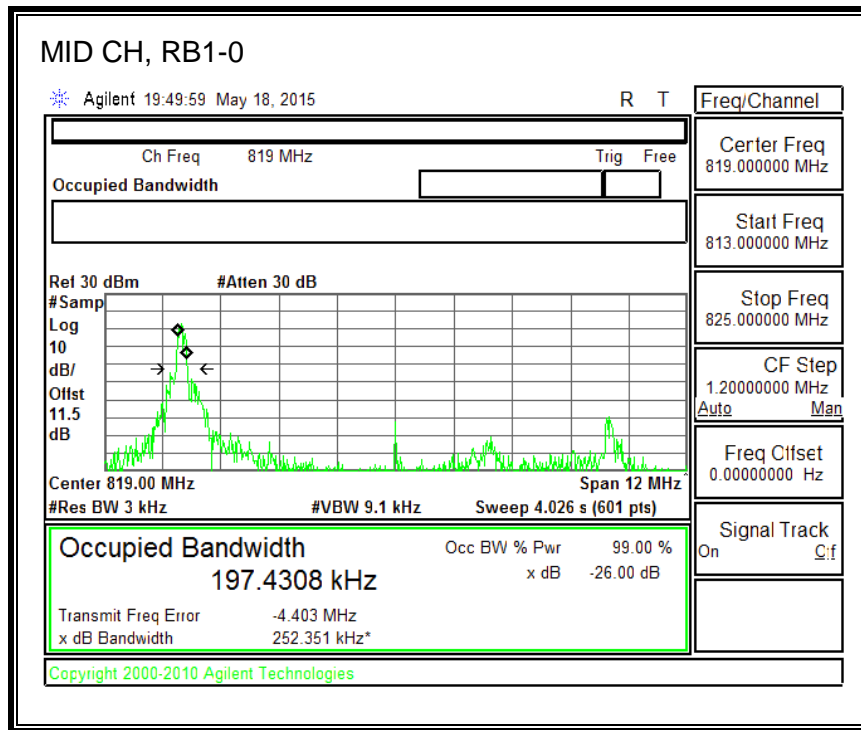 MID CH, RB1-0
Agilent 19:49:59 May 18, 2015 R T
Freq/Channel
Ch Freq 819 MHz Trig Free
Occupied Bandwidth
Center Freq
819.000000 MHz
Start Freq
813.000000 MHz
Stop Freq
825.000000 MHz
CF Step
1.20000000 MHz
Auto Man
Freq Offset
0.00000000 Hz
Signal Track
On Off
Ref 30 dBm #Atten 30 dB
#Samp
Log
10
dB/
Offst
11.5
dB
Center 819.00 MHz Span 12 MHz
#Res BW 3 kHz #VBW 9.1 kHz Sweep 4.026 s (601 pts)
Occupied Bandwidth
197.4308 kHz
Occ BW % Pwr 99.00 %
x dB -26.00 dB
Transmit Freq Error -4.403 MHz
x dB Bandwidth 252.351 kHz*
Copyright 2000-2010 Agilent Technologies